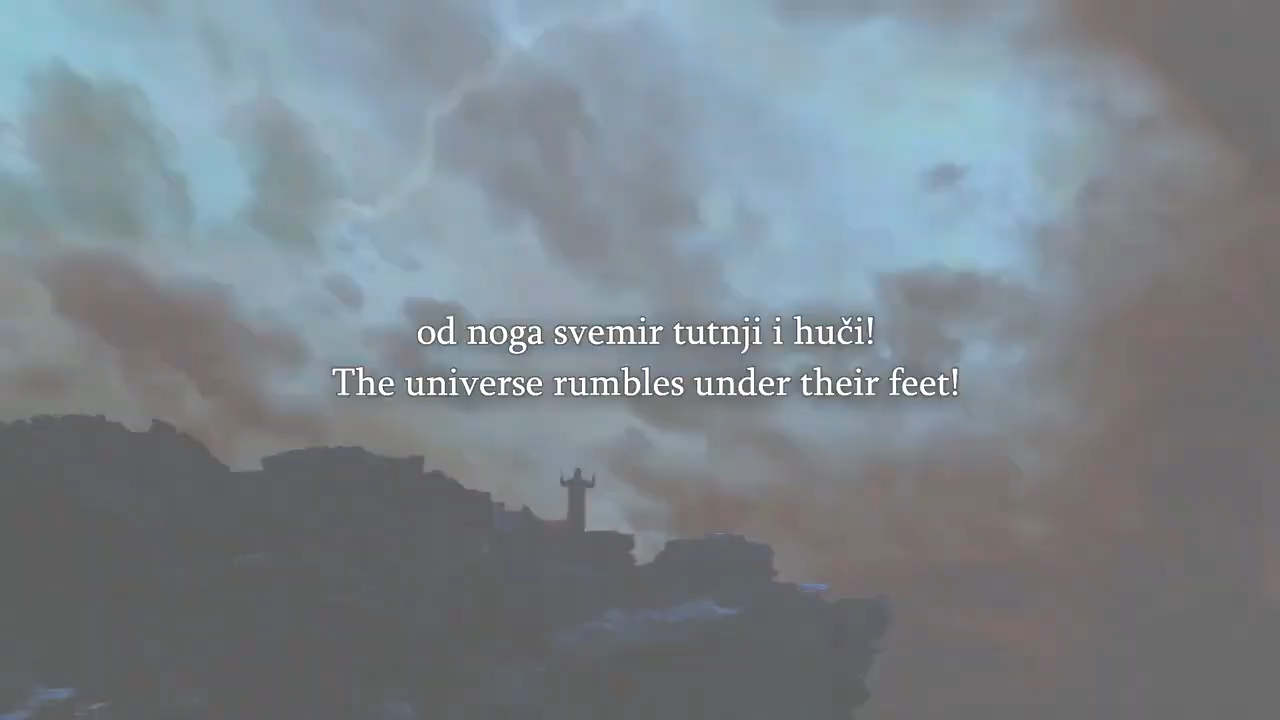 od noga svemir tutnji i huči!
The universe rumbles under their feet!